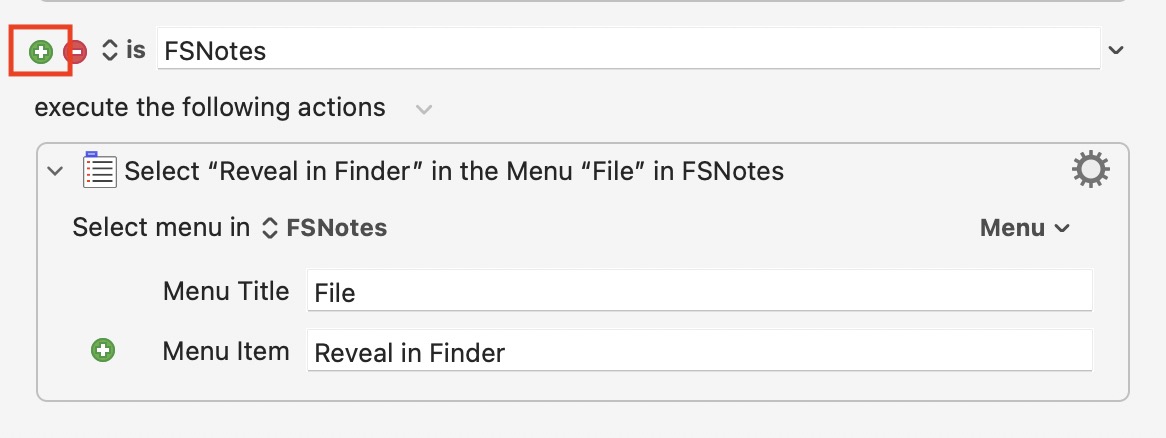 is FSNotes
execute the following actions
Select “Reveal in Finder” in the Menu “File” in FSNotes
Select menu in FSNotes Menu
Menu Title File
Menu Item Reveal in Finder